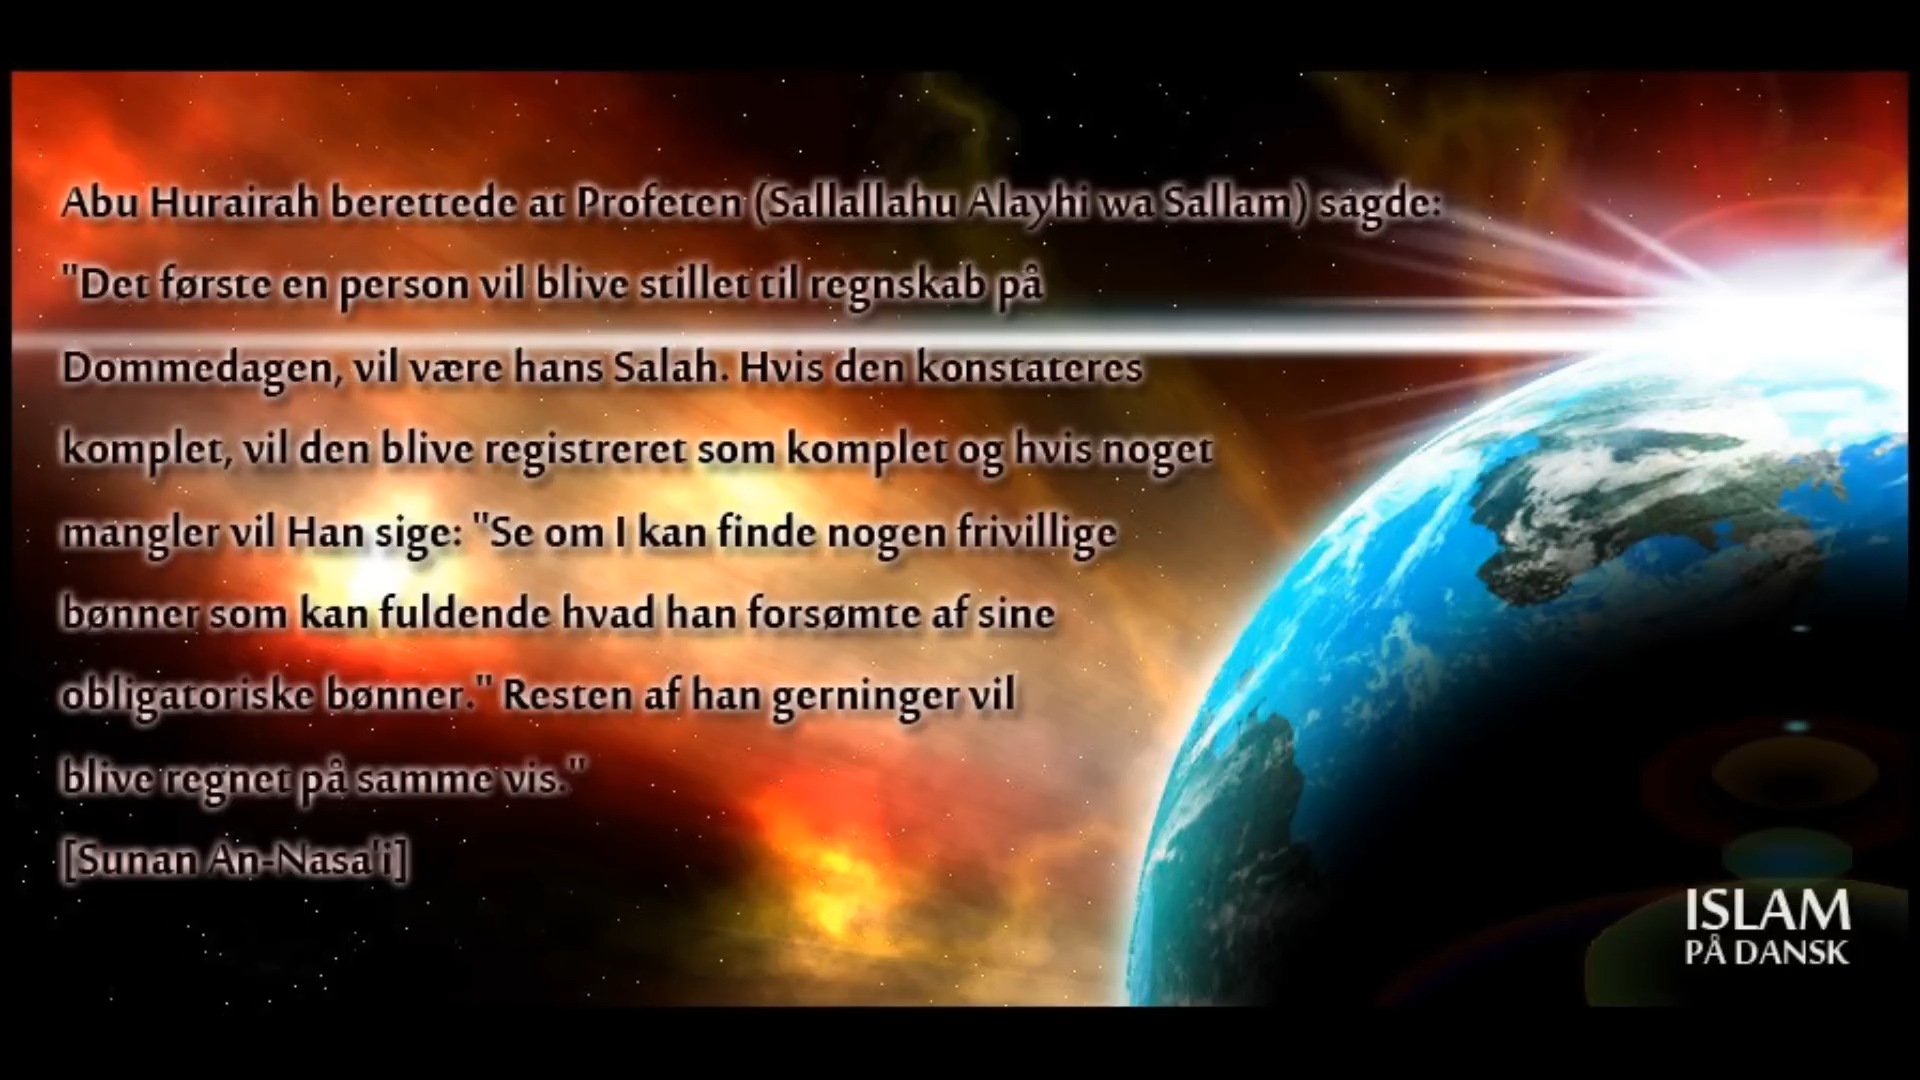 Abu Hurairah berettede at Profeten (Sallallahu Alayhi wa Sallam) sagde:
"Det første en person vil blive stillet til regnskab på
Dommedagen, vil være hans Salah. Hvis den konstateres
komplet, vil den blive registreret som komplet og hvis noget
mangler vil Han sige: "Se om I kan finde nogen frivillige
bønner som kan fuldende hvad han forsømte af sine
obligatoriske bønner." Resten af han gerninger vil
blive regnet på samme vis."
[Sunan An-Nasa'i]
ISLAM
PÅ DANSK